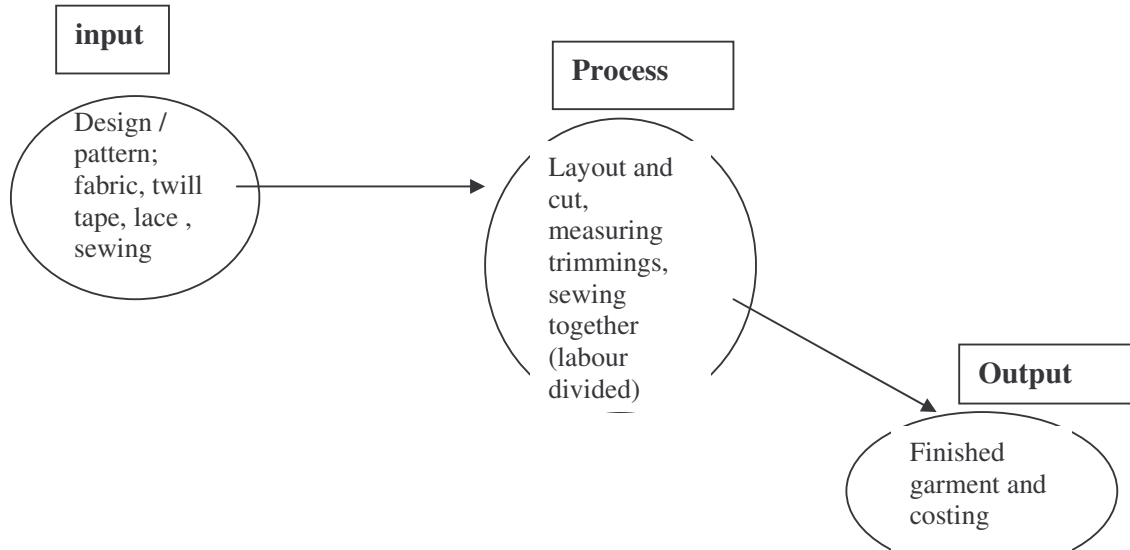 input
Design /
pattern;
fabric, twill
tape, lace ,
sewing
Process
Layout and
cut,
measuring
trimmings,
sewing
together
(labour
divided)
Output
Finished
garment and
costing